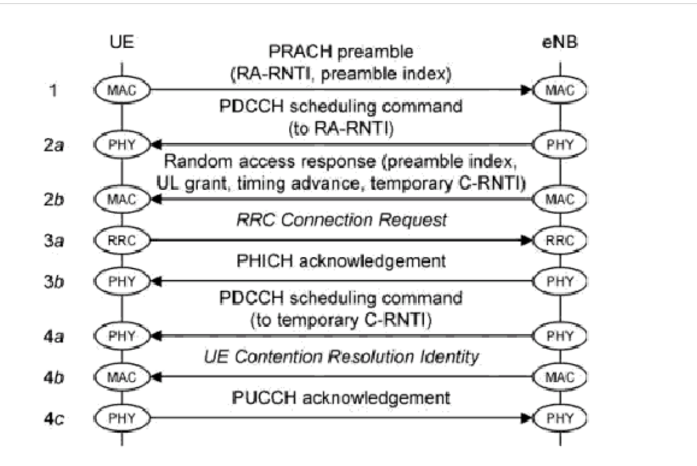 UE
eNB
PRACH preamble
(RA-RNTI, preamble index)
1 MAC MAC
PDCCH scheduling command
(to RA-RNTI)
2a PHY PHY
Random access response (preamble index,
UL grant, timing advance, temporary C-RNTI)
2b MAC MAC
RRC Connection Request
3a RRC RRC
PHICH acknowledgement
3b PHY PHY
PDCCH scheduling command
(to temporary C-RNTI)
4a PHY PHY
UE Contention Resolution Identity
4b MAC MAC
PUCCH acknowledgement
4c PHY PHY